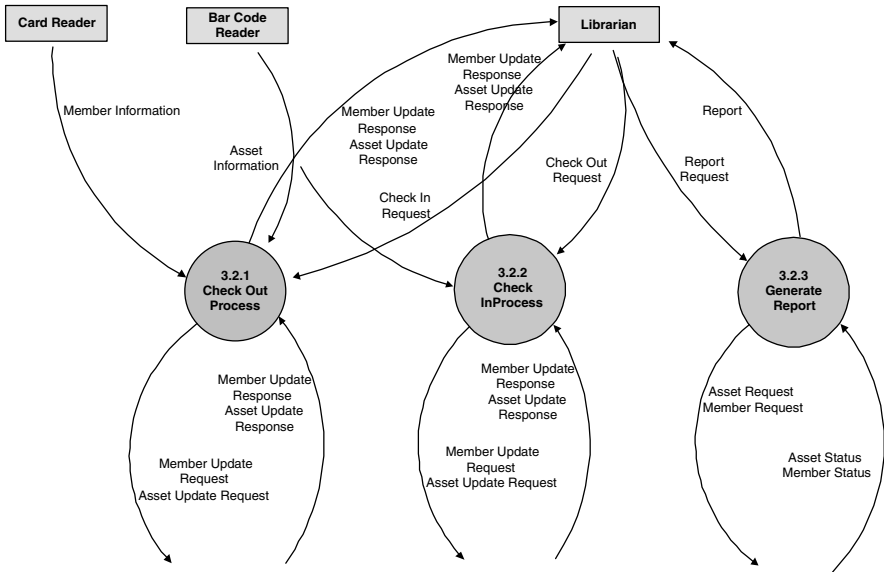 Card Reader
Bar Code
Reader
Librarian
Member Information
Asset
Information
Member Update
Response
Asset Update
Response
Member Update
Response
Asset Update
Response
Check In
Request
Check Out
Request
Report
Request
Report
3.2.1
Check Out
Process
3.2.2
Check
InProcess
3.2.3
Generate
Report
Member Update
Response
Asset Update
Response
Member Update
Request
Asset Update Request
Member Update
Response
Asset Update
Response
Member Update
Request
Asset Update Request
Asset Request
Member Request
Asset Status
Member Status